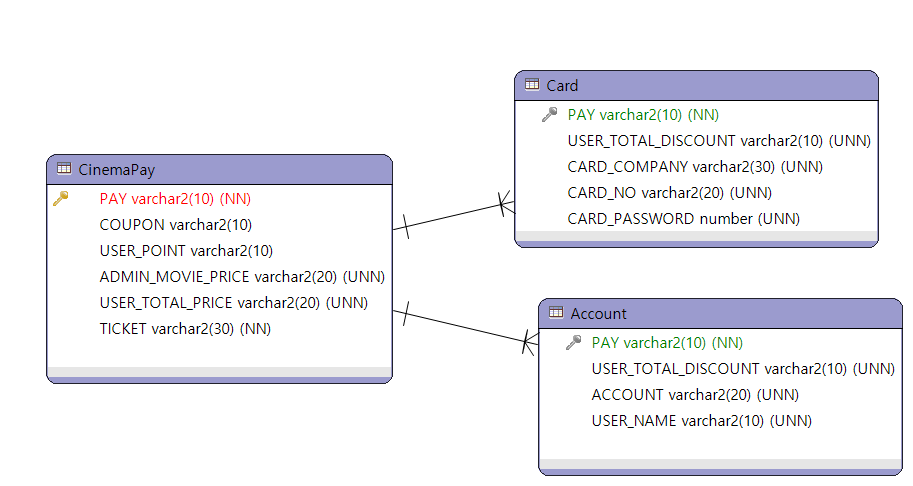 CinemaPay
PAY varchar2(10) (NN)
COUPON varchar2(10)
USER_POINT varchar2(10)
ADMIN_MOVIE_PRICE varchar2(20) (UNN)
USER_TOTAL_PRICE varchar2(20) (UNN)
TICKET varchar2(30) (NN)
Card
PAY varchar2(10) (NN)
USER_TOTAL_DISCOUNT varchar2(10) (UNN)
CARD_COMPANY varchar2(30) (UNN)
CARD_NO varchar2(20) (UNN)
CARD_PASSWORD number (UNN)
Account
PAY varchar2(10) (NN)
USER_TOTAL_DISCOUNT varchar2(10) (UNN)
ACCOUNT varchar2(20) (UNN)
USER_NAME varchar2(10) (UNN)